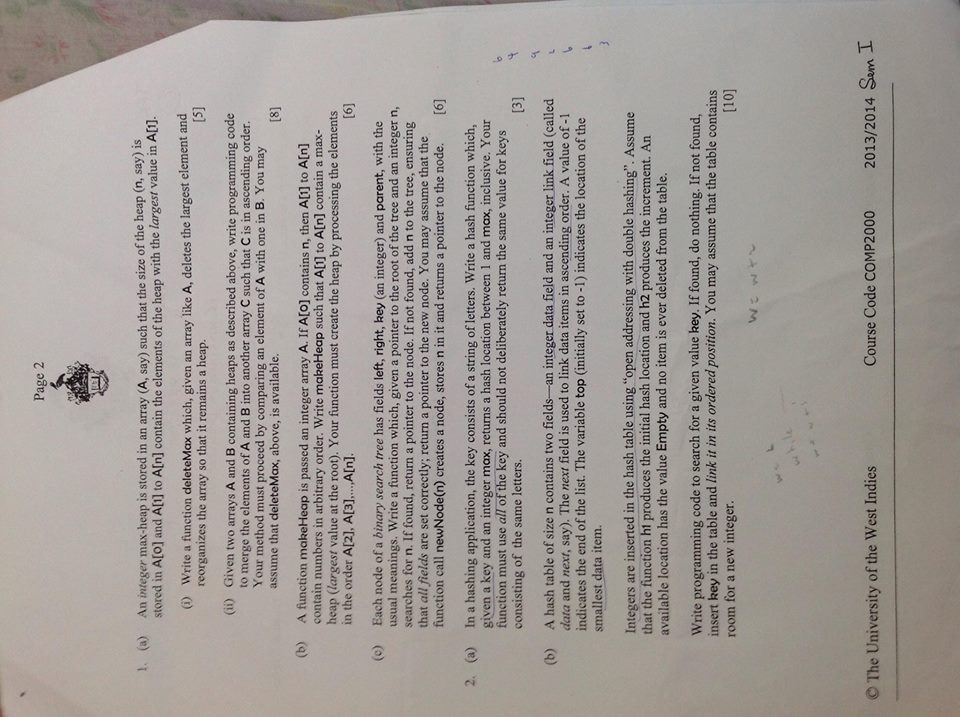 Page 2
1. (a) An integer max-heap is stored in an array (A, say) such that the size of the heap (n, say) is
stored in A[0] and A[1] to A[n] contain the elements of the heap with the largest value in A[1].
(i) Write a function deleteMax which, given an array like A, deletes the largest element and
reorganizes the array so that it remains a heap. [5]
(ii) Given two arrays A and B containing heaps as described above, write programming code
to merge the elements of A and B into another array C such that C is in ascending order.
Your method must proceed by comparing an element of A with one in B. You may
assume that deleteMax, above, is available. [8]
(b) A function makeHeap is passed an integer array A. If A[0] contains n, then A[1] to A[n]
contain numbers in arbitrary order. Write makeHeap such that A[1] to A[n] contain a max-
heap (largest value at the root). Your function must create the heap by processing the elements
in the order A[2], A[3],...,A[n]. [6]
(c) Each node of a binary search tree has fields left, right, key (an integer) and parent, with the
usual meanings. Write a function which, given a pointer to the root of the tree and an integer n,
searches for n. If found, return a pointer to the node. If not found, add n to the tree, ensuring
that all fields are set correctly; return a pointer to the new node. You may assume that the
function call newNode(n) creates a node, stores n in it and returns a pointer to the node. [6]
2. (a) In a hashing application, the key consists of a string of letters. Write a hash function which,
given a key and an integer max, returns a hash location between 1 and max, inclusive. Your
function must use all of the key and should not deliberately return the same value for keys
consisting of the same letters. [3]
(b) A hash table of size n contains two fields—an integer data field and an integer link field (called
data and next, say). The next field is used to link data items in ascending order. A value of -1
indicates the end of the list. The variable top (initially set to -1) indicates the location of the
smallest data item.
Integers are inserted in the hash table using "open addressing with double hashing". Assume
that the function h1 produces the initial hash location and h2 produces the increment. An
available location has the value Empty and no item is ever deleted from the table.
Write programming code to search for a given value key. If found, do nothing. If not found,
insert key in the table and link it in its ordered position. You may assume that the table contains
room for a new integer. [10]
while
© The University of the West Indies Course Code COMP2000 2013/2014 Sem I